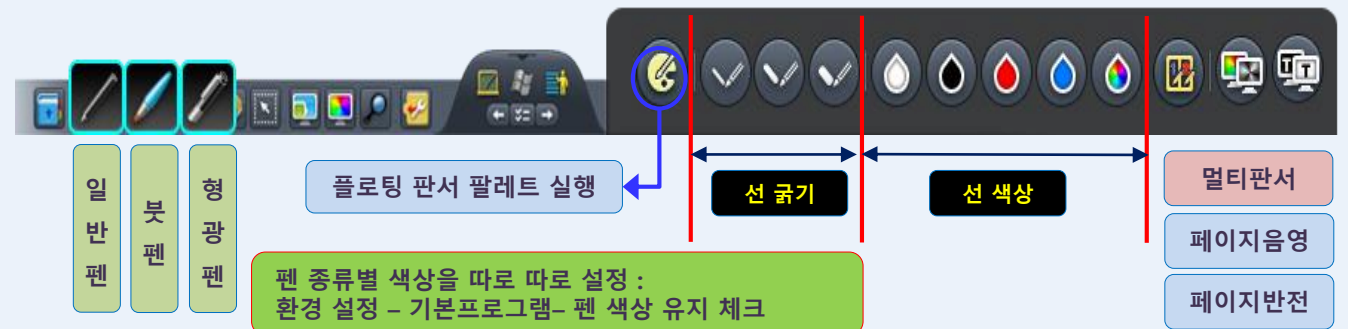 일반펜
붓펜
형광펜
플로팅 판서 팔레트 실행
선 굵기
선 색상
멀티판서
페이지음영
페이지반전
펜 종류별 색상을 따로 따로 설정 :
환경 설정 – 기본프로그램– 펜 색상 유지 체크